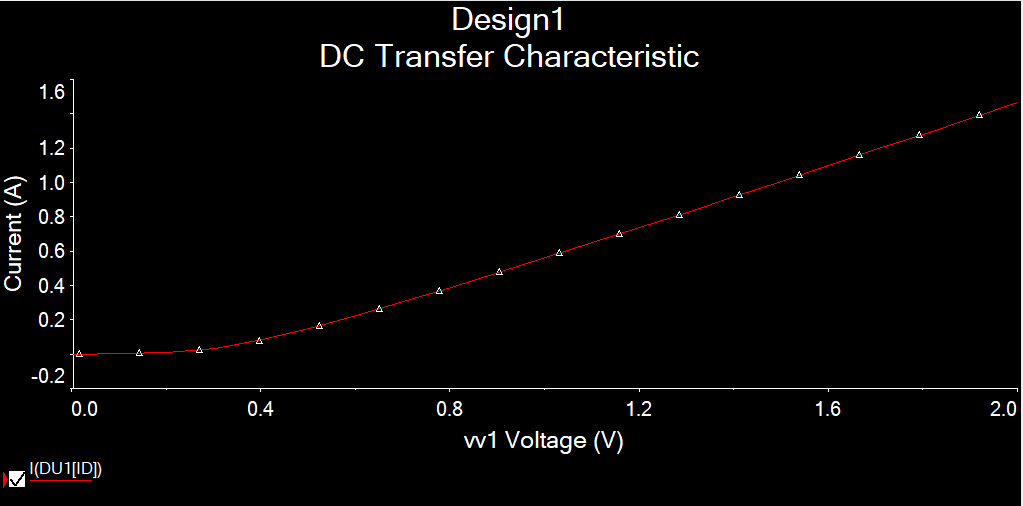 Design1
DC Transfer Characteristic
Current (A)
1.6
1.2
1.0
0.8
0.6
0.4
0.2
-0.2
0.0 0.4 0.8 1.2 1.6 2.0
vv1 Voltage (V)
I(DU1[ID])